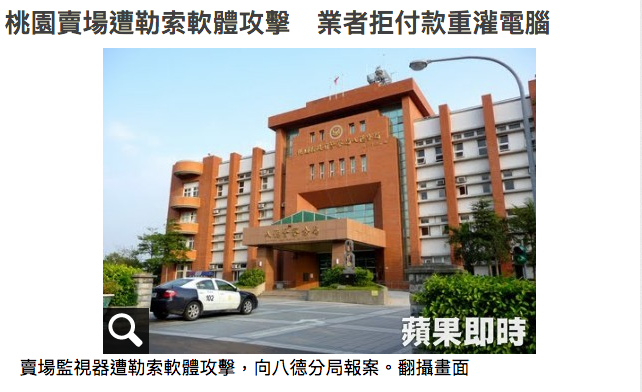 桃園賣場遭勒索軟體攻擊　業者拒付款重灌電腦
102
蘋果即時
賣場監視器遭勒索軟體攻擊，向八德分局報案。翻攝畫面